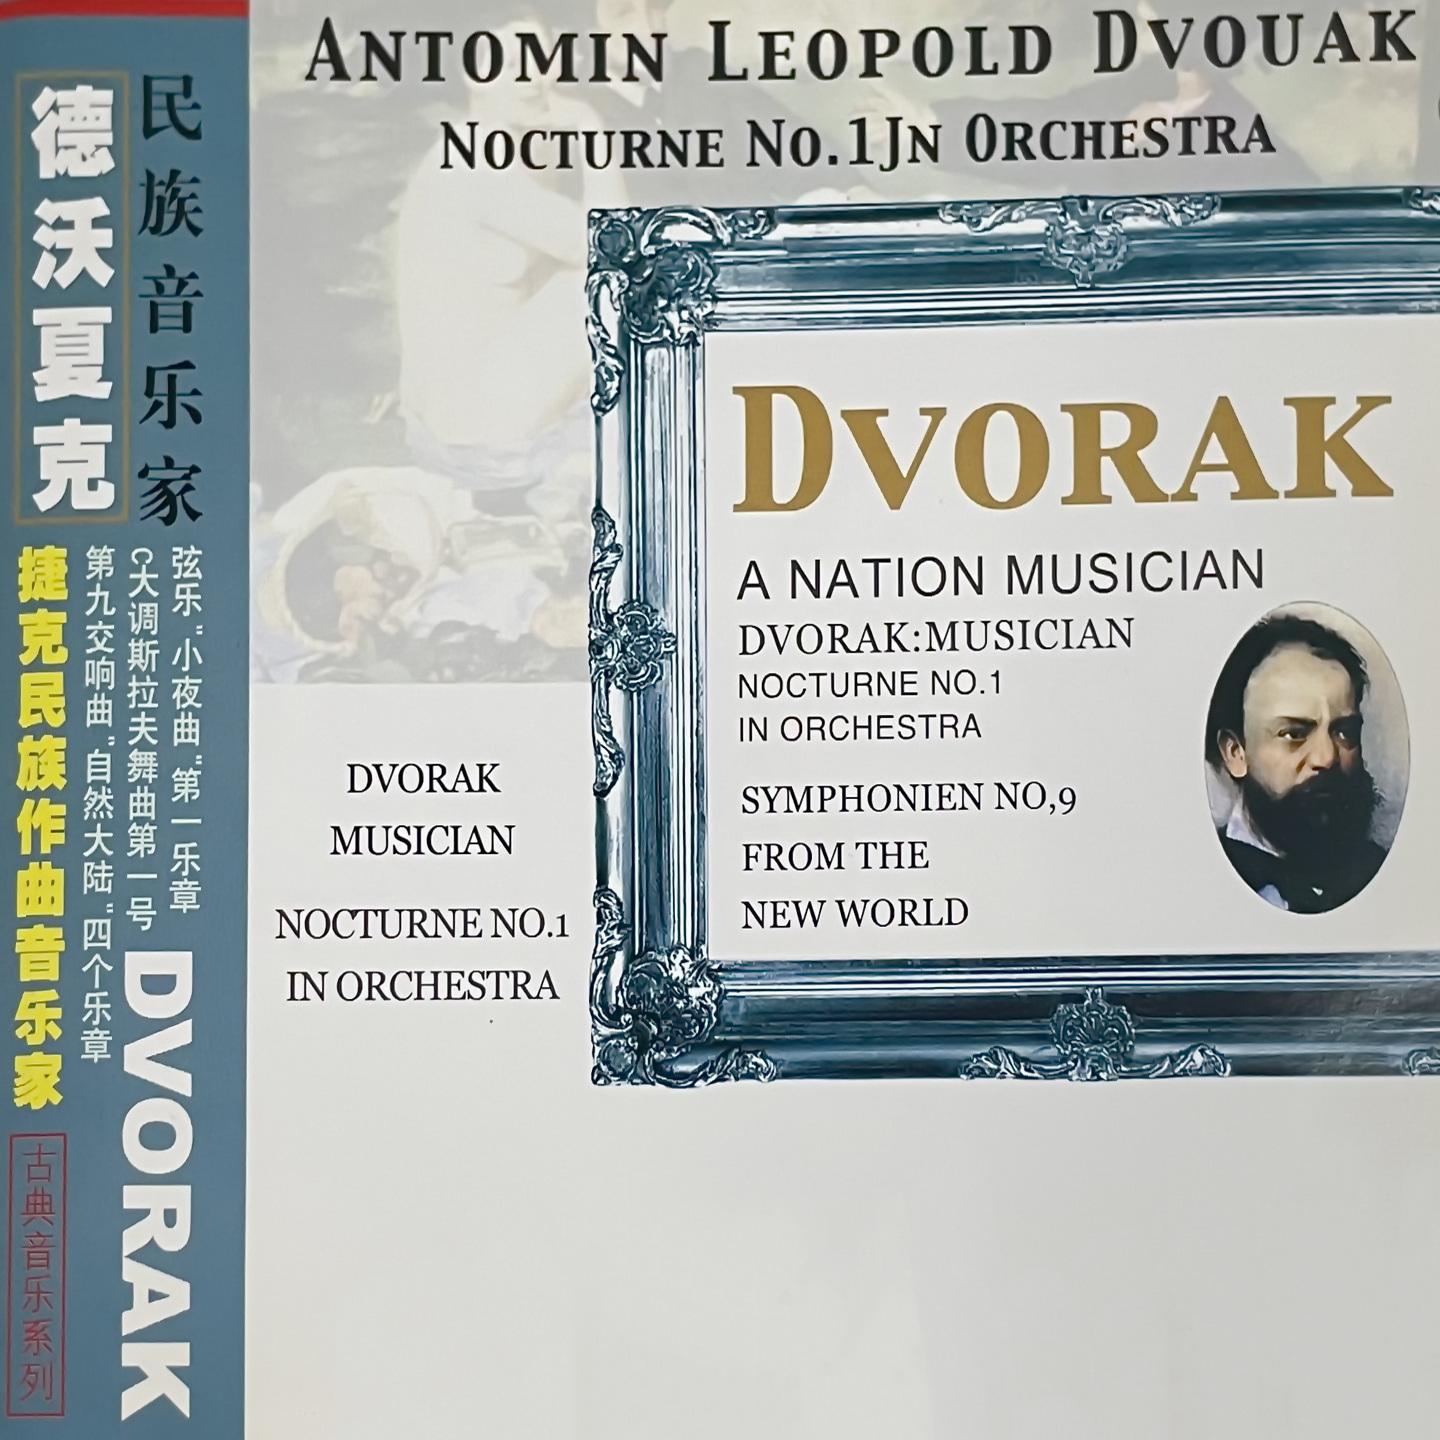 民族音乐家
德沃夏克
弦乐"小夜曲"第一乐章
C大调斯拉夫舞曲第一号
第九交响曲"自然大陆"四个乐章
捷克民族作曲音乐家
DVORAK
古典音乐系列
ANTOMIN LEOPOLD DVOUAK
NOCTURNE NO.1JN ORCHESTRA
DVORAK
A NATION MUSICIAN
DVORAK:MUSICIAN
NOCTURNE NO.1
IN ORCHESTRA
SYMPHONIEN NO,9
FROM THE
NEW WORLD
DVORAK
MUSICIAN
NOCTURNE NO.1
IN ORCHESTRA